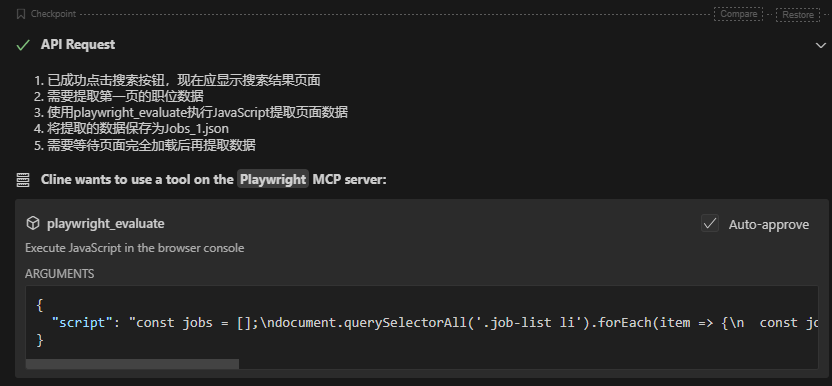 Checkpoint Compare Restore
API Request
1. 已成功点击搜索按钮，现在应显示搜索结果页面
2. 需要提取第一页的职位数据
3. 使用playwright_evaluate执行JavaScript提取页面数据
4. 将提取的数据保存为Jobs_1.json
5. 需要等待页面完全加载后再提取数据
Cline wants to use a tool on the Playwright MCP server:
playwright_evaluate Auto-approve
Execute JavaScript in the browser console
ARGUMENTS
{
"script": "const jobs = [];\ndocument.querySelectorAll('.job-list li').forEach(item => {\n const jo
}